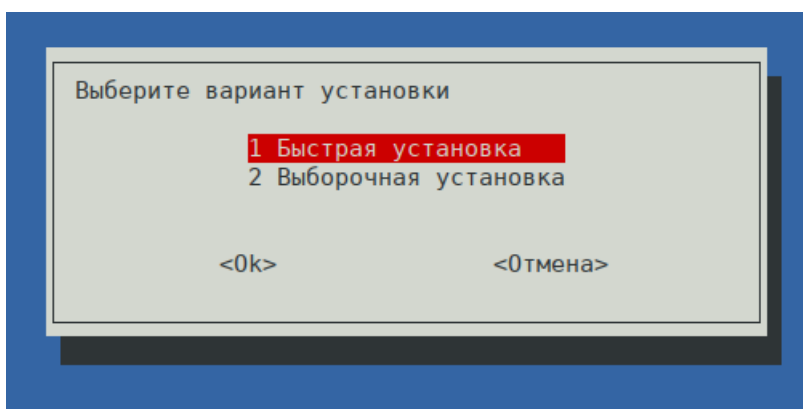 Выберите вариант установки
1 Быстрая установка
2 Выборочная установка
<Ok> <Отмена>